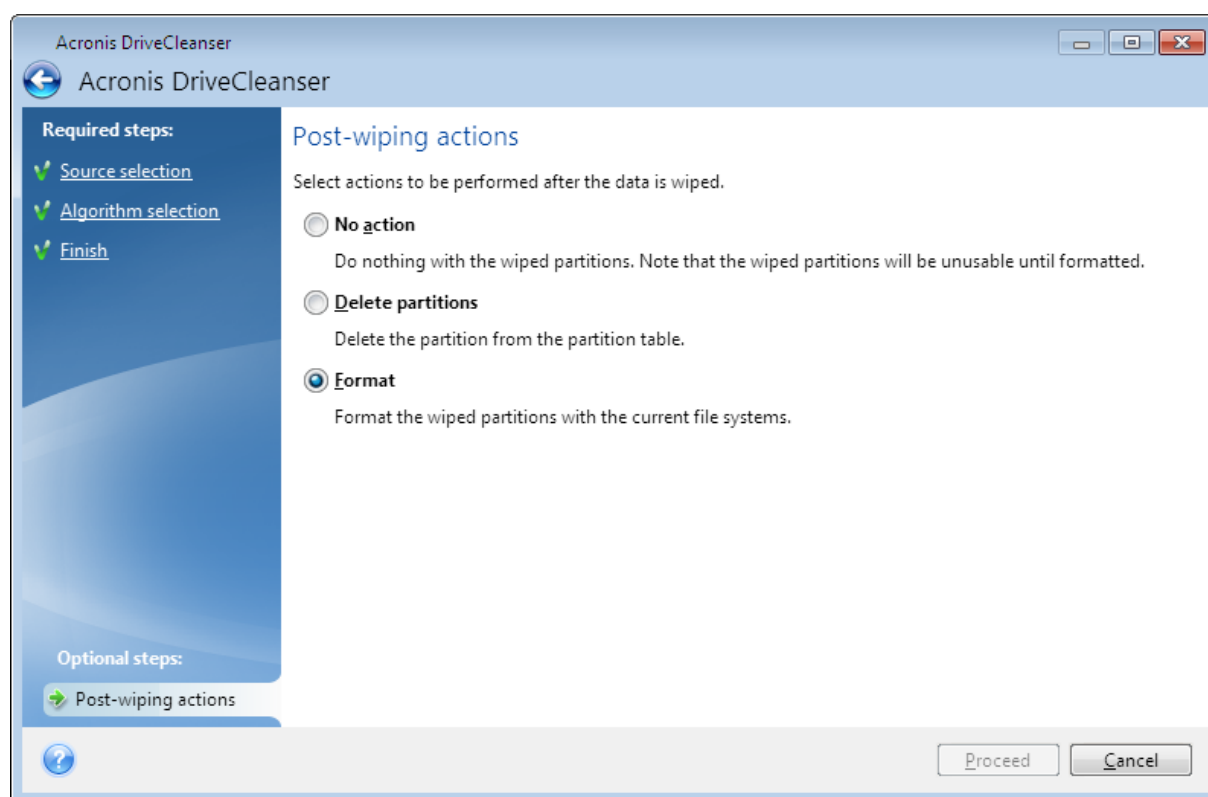 Acronis DriveCleanser
Acronis DriveCleanser
Required steps:
Source selection
Algorithm selection
Finish
Optional steps:
Post-wiping actions
Post-wiping actions
Select actions to be performed after the data is wiped.
No action
Do nothing with the wiped partitions. Note that the wiped partitions will be unusable until formatted.
Delete partitions
Delete the partition from the partition table.
Format
Format the wiped partitions with the current file systems.
?
Proceed
Cancel